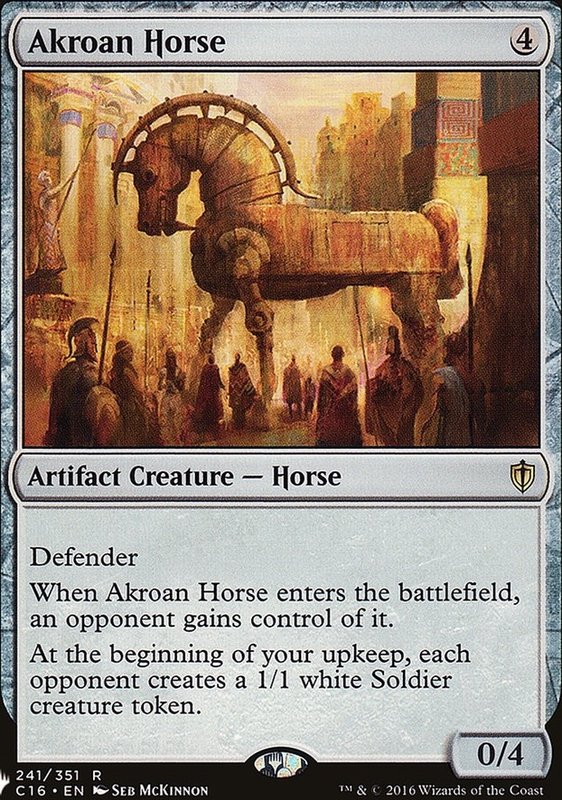 Akroan Horse 4
Artifact Creature — Horse
Defender
When Akroan Horse enters the battlefield,
an opponent gains control of it.
At the beginning of your upkeep, each
opponent creates a 1/1 white Soldier
creature token.
0/4
241/351 R
C16 • EN Seb McKinnon
™ & © 2016 Wizards of the Coast